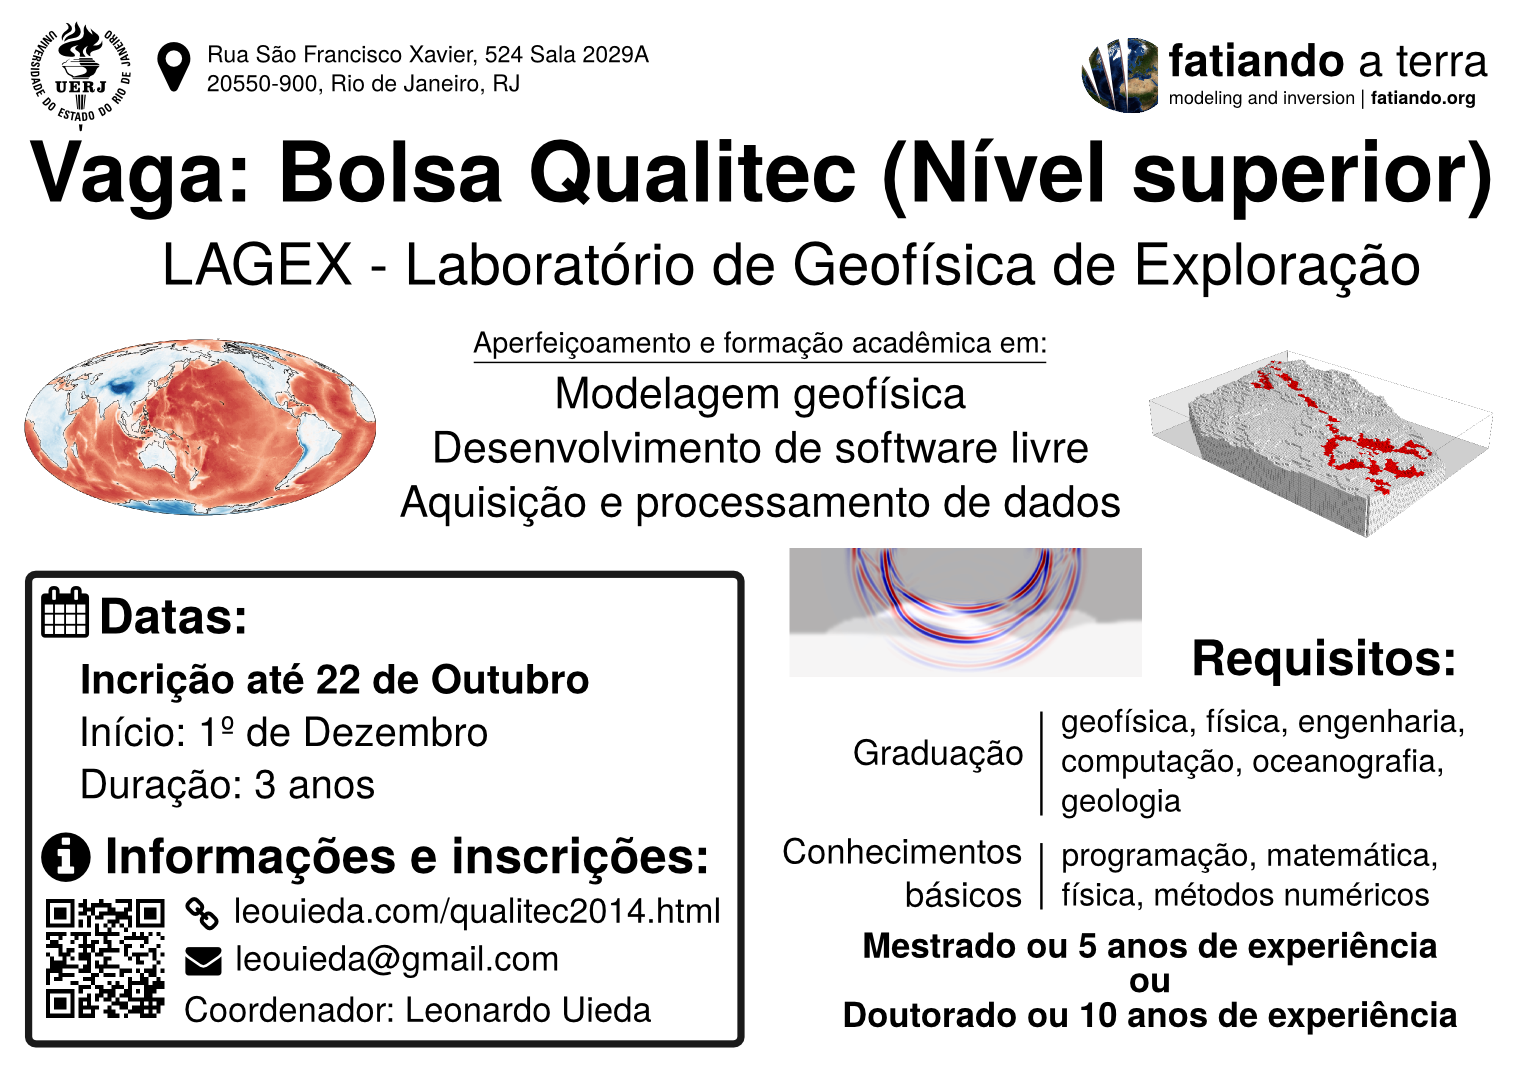 UNIVERSIDADE DO ESTADO DO RIO DE JANEIRO
UERJ
Rua São Francisco Xavier, 524 Sala 2029A
20550-900, Rio de Janeiro, RJ
fatiando a terra
modeling and inversion | fatiando.org
Vaga: Bolsa Qualitec (Nível superior)
LAGEX - Laboratório de Geofísica de Exploração
Aperfeiçoamento e formação acadêmica em:
Modelagem geofísica
Desenvolvimento de software livre
Aquisição e processamento de dados
Datas:
Incrição até 22 de Outubro
Início: 1º de Dezembro
Duração: 3 anos
Informações e inscrições:
leouieda.com/qualitec2014.html
leouieda@gmail.com
Coordenador: Leonardo Uieda
Requisitos:
Graduação
geofísica, física, engenharia,
computação, oceanografia,
geologia
Conhecimentos
básicos
programação, matemática,
física, métodos numéricos
Mestrado ou 5 anos de experiência
ou
Doutorado ou 10 anos de experiência